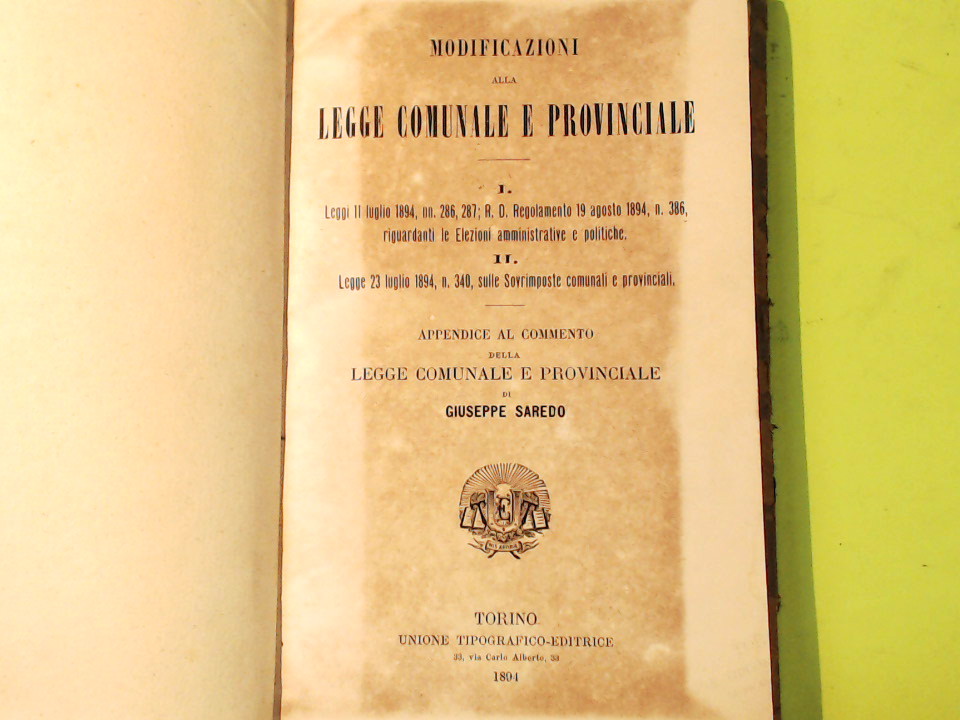 MODIFICAZIONI
ALLA
LEGGE COMUNALE E PROVINCIALE
I.
Leggi 11 luglio 1894, nn. 286, 287; R. D. Regolamento 19 agosto 1894, n. 386,
riguardanti le Elezioni amministrative e politiche.
II.
Legge 23 luglio 1894, n. 340, sulle Sovrimposte comunali e provinciali.
APPENDICE AL COMMENTO
DELLA
LEGGE COMUNALE E PROVINCIALE
DI
GIUSEPPE SAREDO
TORINO
UNIONE TIPOGRAFICO-EDITRICE
33, via Carlo Alberto, 33
1894